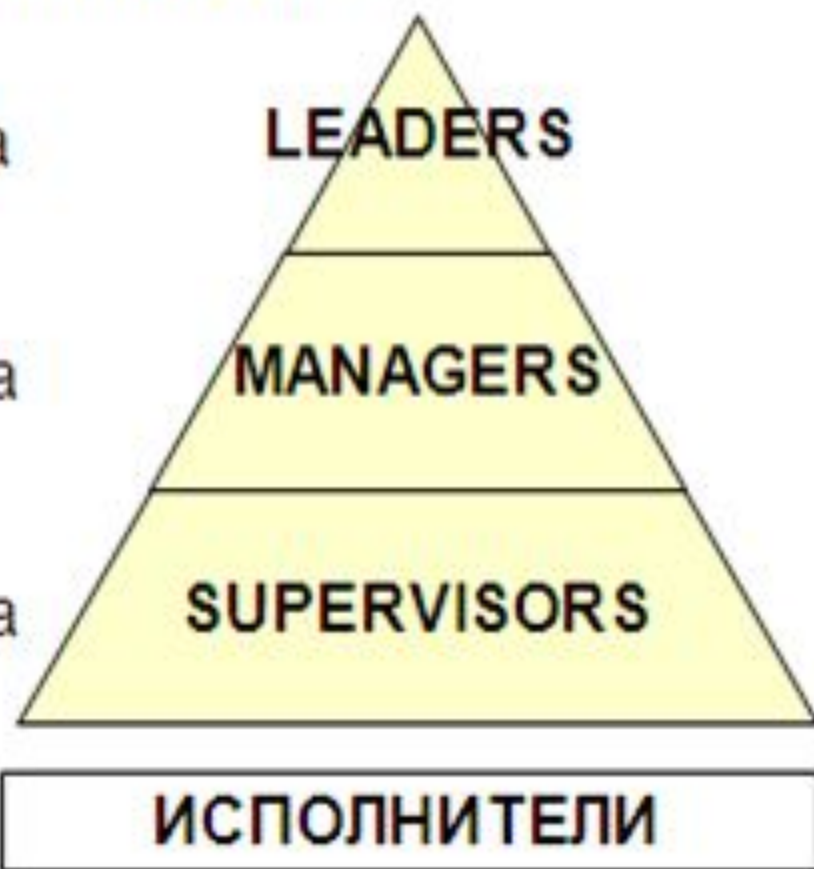 а
LEADERS
а
MANAGERS
а
SUPERVISORS
ИСПОЛНИТЕЛИ